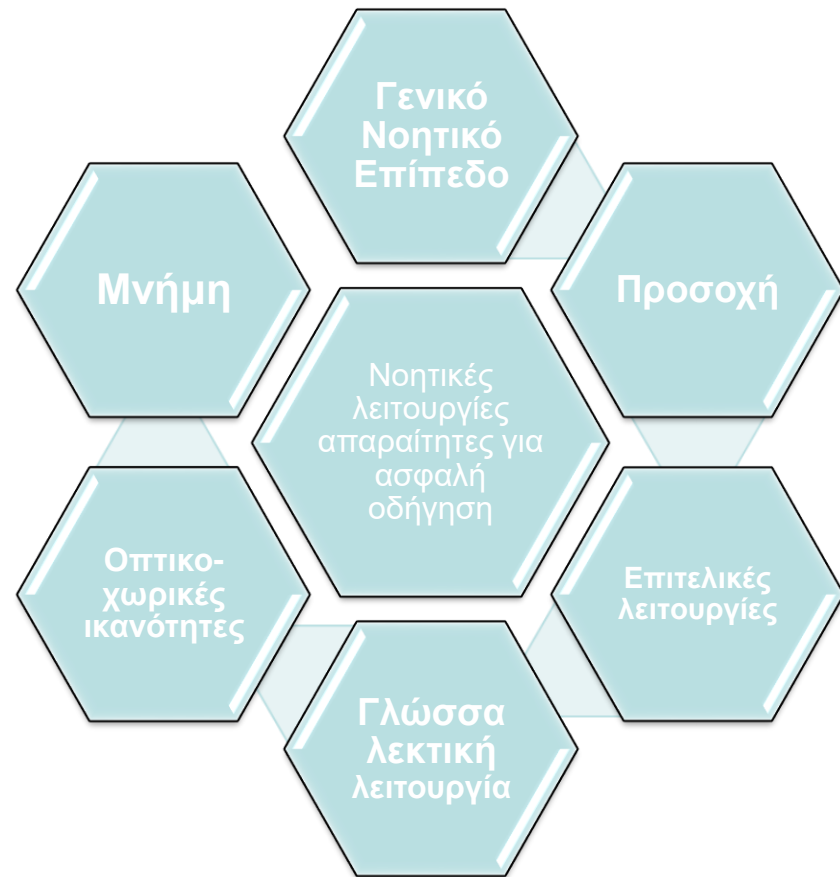 Γενικό
Νοητικό
Επίπεδο
Προσοχή
Επιτελικές
λειτουργίες
Γλώσσα
λεκτική
λειτουργία
Οπτικο-
χωρικές
ικανότητες
Μνήμη
Νοητικές
λειτουργίες
απαραίτητες για
ασφαλή
οδήγηση